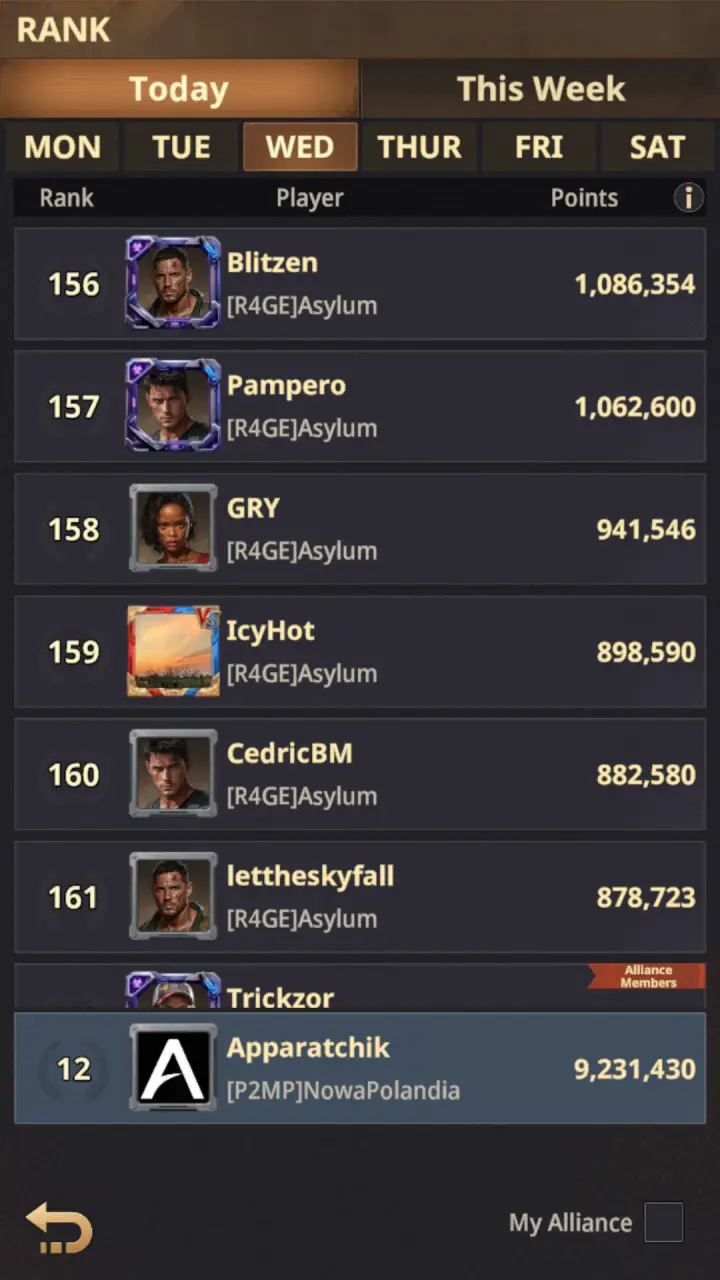 RANK
Today This Week
MON TUE WED THUR FRI SAT
Rank Player Points i
156 Blitzen 1,086,354
[R4GE]Asylum
157 Pampero 1,062,600
[R4GE]Asylum
158 GRY 941,546
[R4GE]Asylum
VS
159 IcyHot 898,590
[R4GE]Asylum
160 CedricBM 882,580
[R4GE]Asylum
161 lettheskyfall 878,723
[R4GE]Asylum
Alliance
Members
Trickzor
12 Apparatchik 9,231,430
[P2MP]NowaPolandia
My Alliance